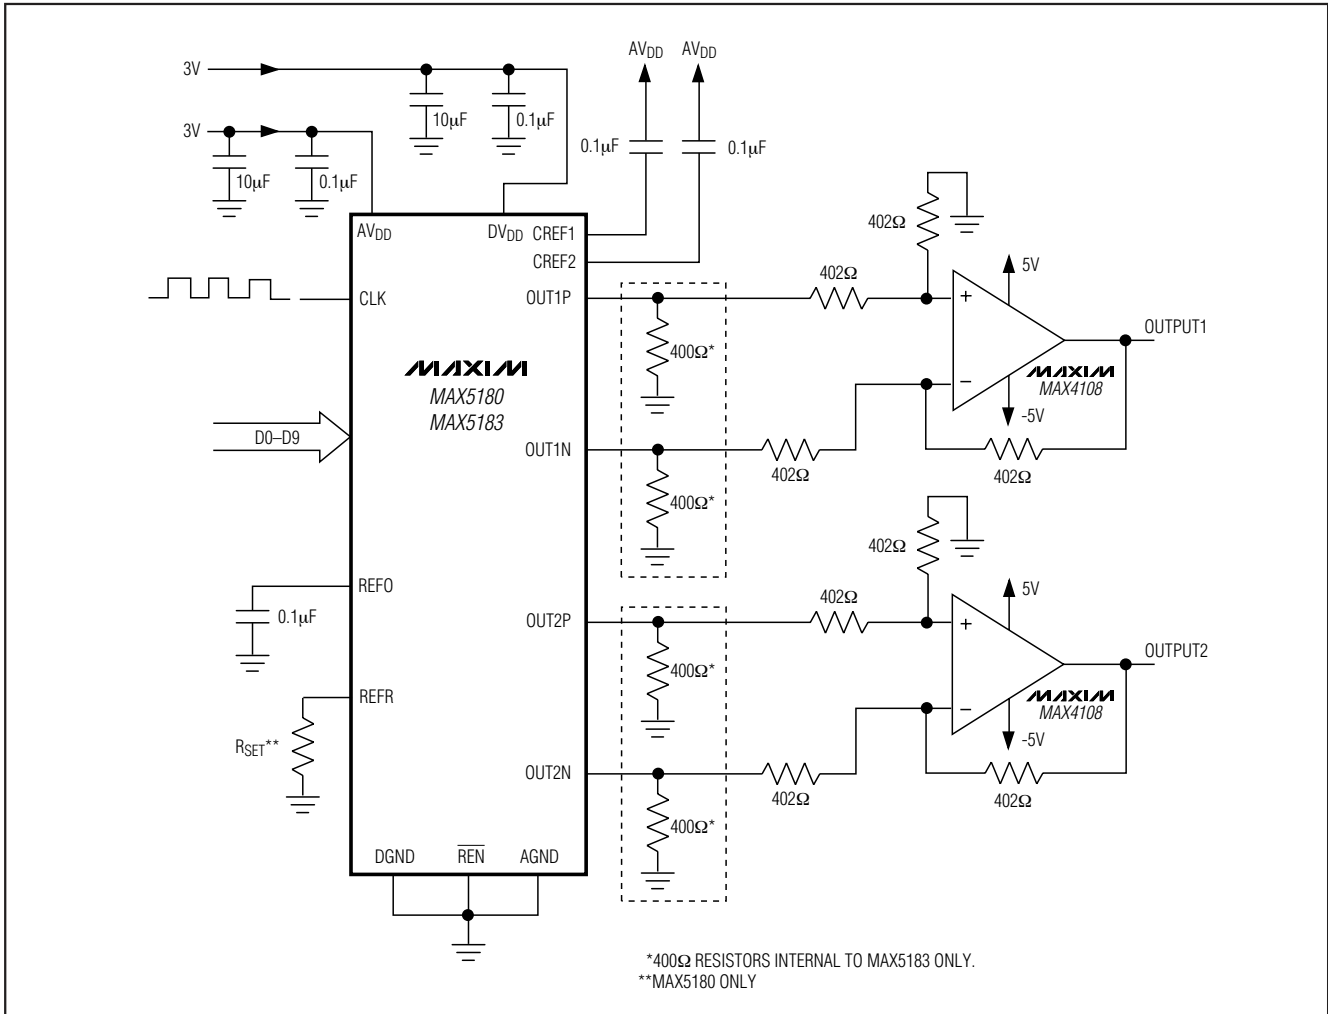 AVDD AVDD
3V
10µF 0.1µF
3V
10µF 0.1µF
0.1µF 0.1µF
AVDD DVDD CREF1
CREF2
CLK
OUT1P
MAXIM
MAX5180
MAX5183
D0–D9
OUT1N
REFO
0.1µF
OUT2P
REFR
RSET**
OUT2N
DGND REN AGND
400Ω*
400Ω*
400Ω*
400Ω*
402Ω
402Ω
+
5V
OUTPUT1
MAXIM
MAX4108
–
-5V
402Ω
402Ω
402Ω
402Ω
+
5V
OUTPUT2
MAXIM
MAX4108
–
-5V
402Ω
402Ω
*400Ω RESISTORS INTERNAL TO MAX5183 ONLY.
**MAX5180 ONLY